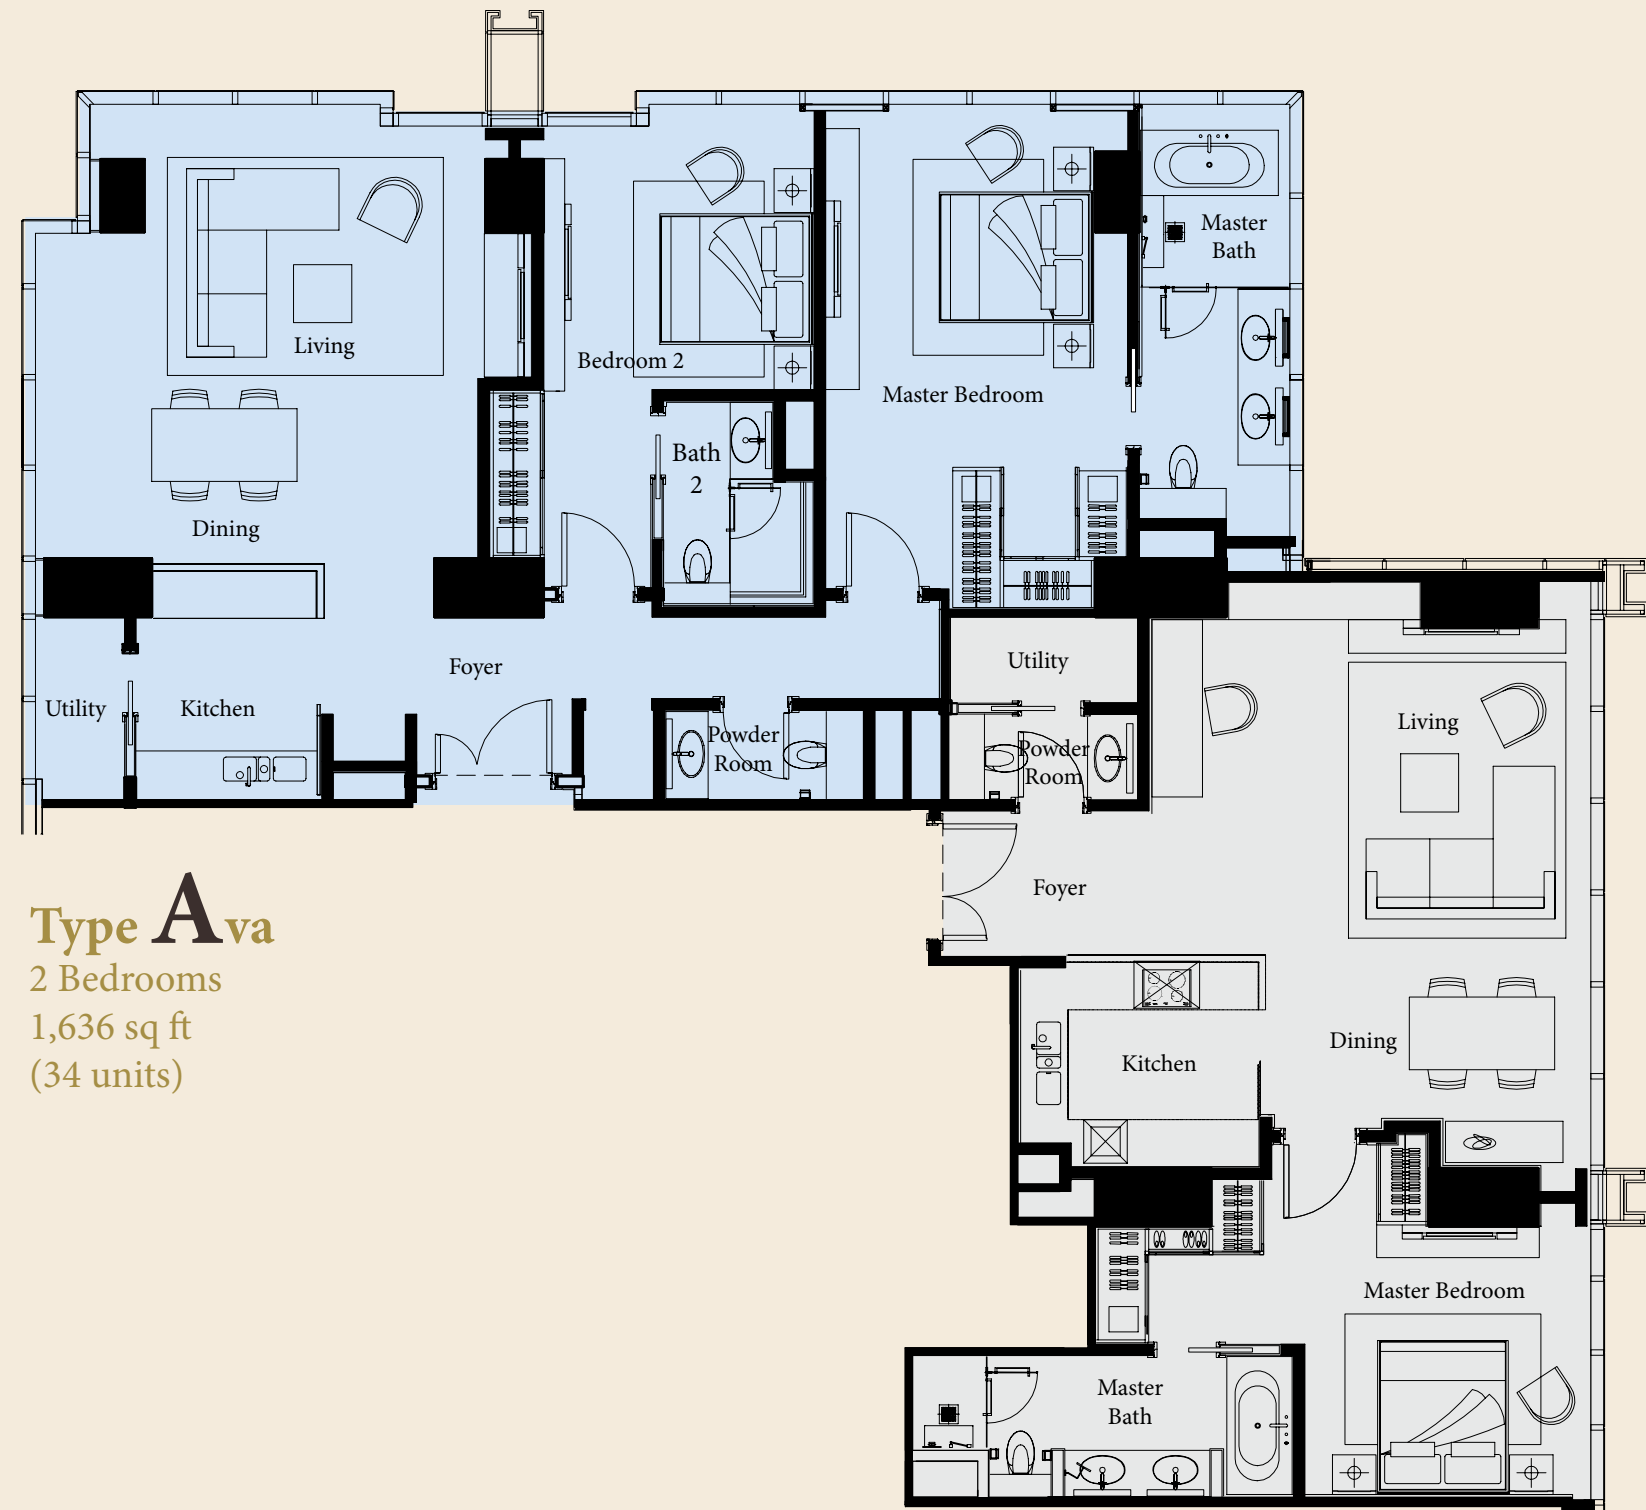 Living
Bedroom 2
Master Bedroom
Master
Bath
Bath
2
Dining
Utility
Kitchen
Foyer
Powder
Room
Utility
Powder
Room
Living
Foyer
Kitchen
Dining
Master Bedroom
Master
Bath
Type Ava
2 Bedrooms
1,636 sq ft
(34 units)